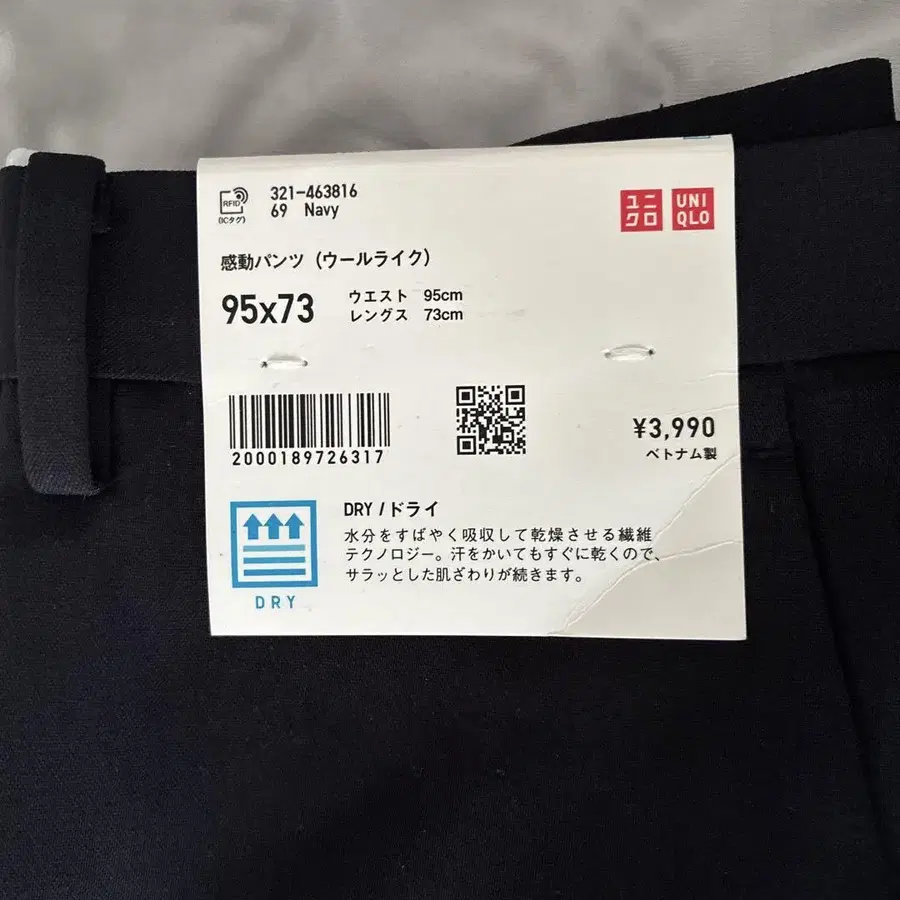 RFID
(ICタグ)
321-463816
69 Navy
ユニ
クロ
UNI
QLO
感動パンツ (ウールライク)
95x73
ウエスト 95cm
レングス 73cm
2000189726317
¥3,990
ベトナム製
DRY / ドライ
水分をすばやく吸収して乾燥させる繊維
テクノロジー。汗をかいてもすぐに乾くので、
サラッとした肌ざわりが続きます。
DRY